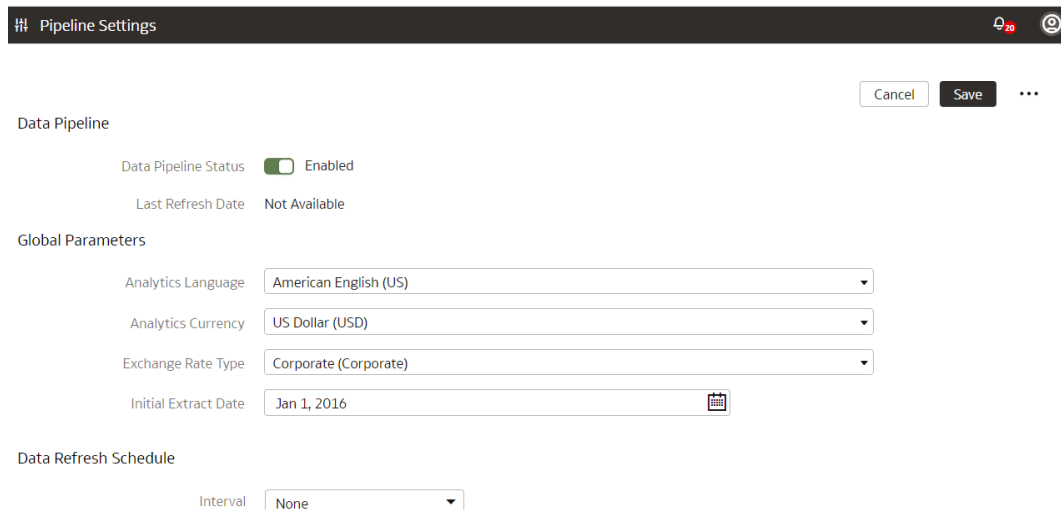 Pipeline Settings
20
Cancel Save
Data Pipeline
Data Pipeline Status Enabled
Last Refresh Date Not Available
Global Parameters
Analytics Language American English (US)
Analytics Currency US Dollar (USD)
Exchange Rate Type Corporate (Corporate)
Initial Extract Date Jan 1, 2016
Data Refresh Schedule
Interval None